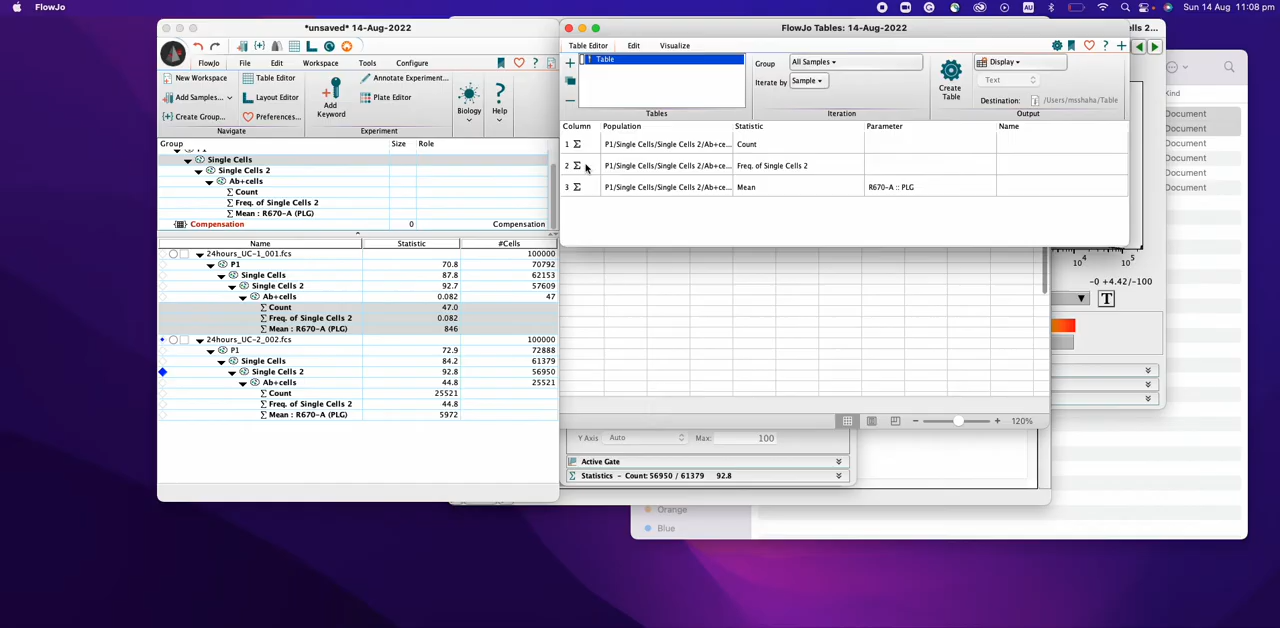 FlowJo
AU
Sun 14 Aug 11:08 pm
*unsaved* 14-Aug-2022
FlowJo File Edit Workspace Tools Configure
New Workspace
Add Samples...
Create Group...
Navigate
Table Editor
Layout Editor
Preferences...
Add Keyword
Annotate Experiment...
Plate Editor
Experiment
Biology
Help
Group Size Role
Single Cells
Single Cells 2
Ab+cells
Σ Count
Σ Freq. of Single Cells 2
Σ Mean : R670-A (PLG)
Compensation 0 Compensation
Name Statistic #Cells
24hours_UC-1_001.fcs 100000
P1 70.8 70792
Single Cells 87.8 62153
Single Cells 2 92.7 57609
Ab+cells 0.082 47
Σ Count 47.0
Σ Freq. of Single Cells 2 0.082
Σ Mean : R670-A (PLG) 846
24hours_UC-2_002.fcs 100000
P1 72.9 72888
Single Cells 84.2 61379
Single Cells 2 92.8 56950
Ab+cells 44.8 25521
Σ Count 25521
Σ Freq. of Single Cells 2 44.8
Σ Mean : R670-A (PLG) 5972
FlowJo Tables: 14-Aug-2022
Table Editor Edit Visualize
! Table
Tables
Group All Samples
Iterate by Sample
Iteration
Create Table
Display
Text
Destination: /Users/msshaha/Table
Output
Column Population Statistic Parameter Name
1 Σ P1/Single Cells/Single Cells 2/Ab+ce... Count
2 Σ P1/Single Cells/Single Cells 2/Ab+ce... Freq. of Single Cells 2
3 Σ P1/Single Cells/Single Cells 2/Ab+ce... Mean R670-A :: PLG
ells 2...
Kind
Document
Document
Document
Document
Document
10^4 10^5
-0 +4.42/-100
T
120%
Y Axis Auto Max: 100
Active Gate
Σ Statistics - Count: 56950 / 61379 92.8
Orange
Blue